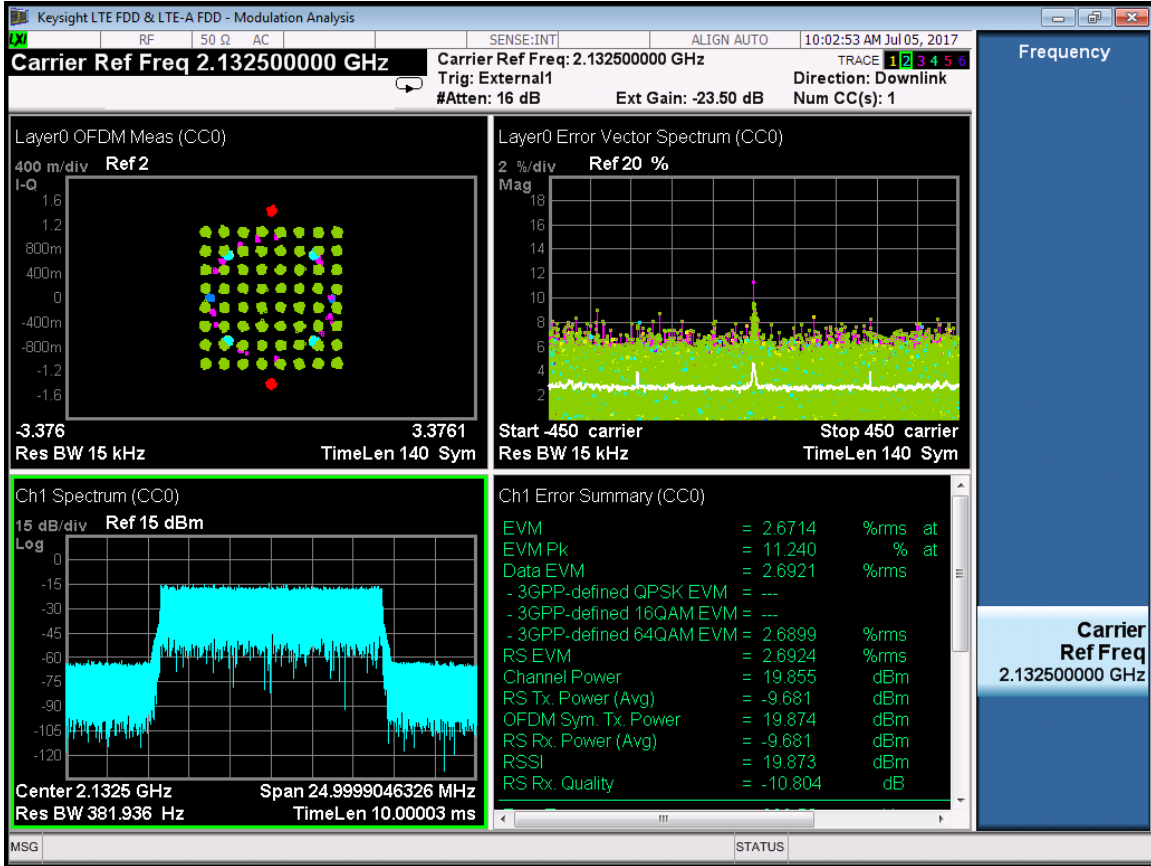 Keysight LTE FDD & LTE-A FDD - Modulation Analysis
LXI RF 50 Ω AC SENSE:INT ALIGN AUTO 10:02:53 AM Jul 05, 2017
Carrier Ref Freq 2.132500000 GHz
Carrier Ref Freq: 2.132500000 GHz
Trig: External1
#Atten: 16 dB Ext Gain: -23.50 dB
TRACE 1 2 3 4 5 6
Direction: Downlink
Num CC(s): 1
Frequency
Layer0 OFDM Meas (CC0)
400 m/div Ref 2
I-Q
1.6
1.2
800m
400m
0
-400m
-800m
-1.2
-1.6
-3.376 3.3761
Res BW 15 kHz TimeLen 140 Sym
Layer0 Error Vector Spectrum (CC0)
2 %/div Ref 20 %
Mag
18
16
14
12
10
8
6
4
2
Start -450 carrier Stop 450 carrier
Res BW 15 kHz TimeLen 140 Sym
Ch1 Spectrum (CC0)
15 dB/div Ref 15 dBm
Log
0
-15
-30
-45
-60
-75
-90
-105
-120
Center 2.1325 GHz Span 24.9999046326 MHz
Res BW 381.936 Hz TimeLen 10.00003 ms
Ch1 Error Summary (CC0)
EVM = 2.6714 %rms at
EVM Pk = 11.240 % at
Data EVM = 2.6921 %rms
- 3GPP-defined QPSK EVM = ---
- 3GPP-defined 16QAM EVM = ---
- 3GPP-defined 64QAM EVM = 2.6899 %rms
RS EVM = 2.6924 %rms
Channel Power = 19.855 dBm
RS Tx. Power (Avg) = -9.681 dBm
OFDM Sym. Tx. Power = 19.874 dBm
RS Rx. Power (Avg) = -9.681 dBm
RSSI = 19.873 dBm
RS Rx. Quality = -10.804 dB
Carrier
Ref Freq
2.132500000 GHz
MSG STATUS